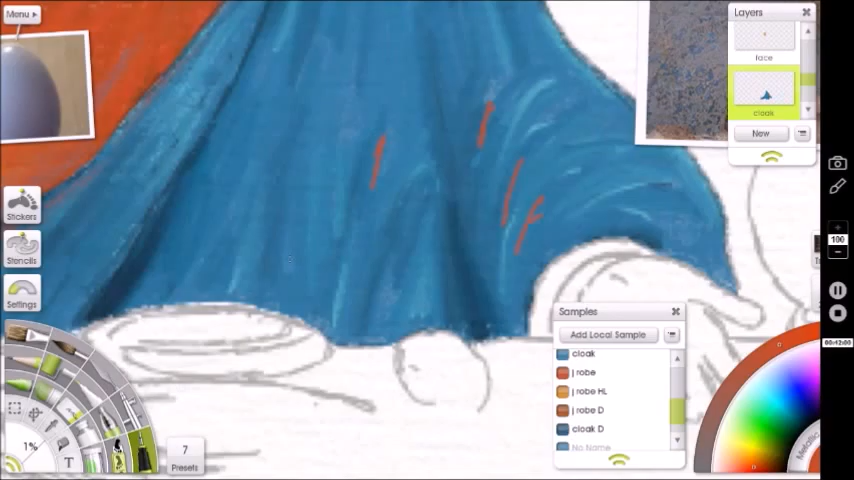 Menu
Layers
face
cloak
New
Stickers
Stencils
Settings
100
Samples
Add Local Sample
cloak
j robe
j robe HL
j robe D
cloak D
No Name
00:42:00
1%
T
7
Presets
Metallic